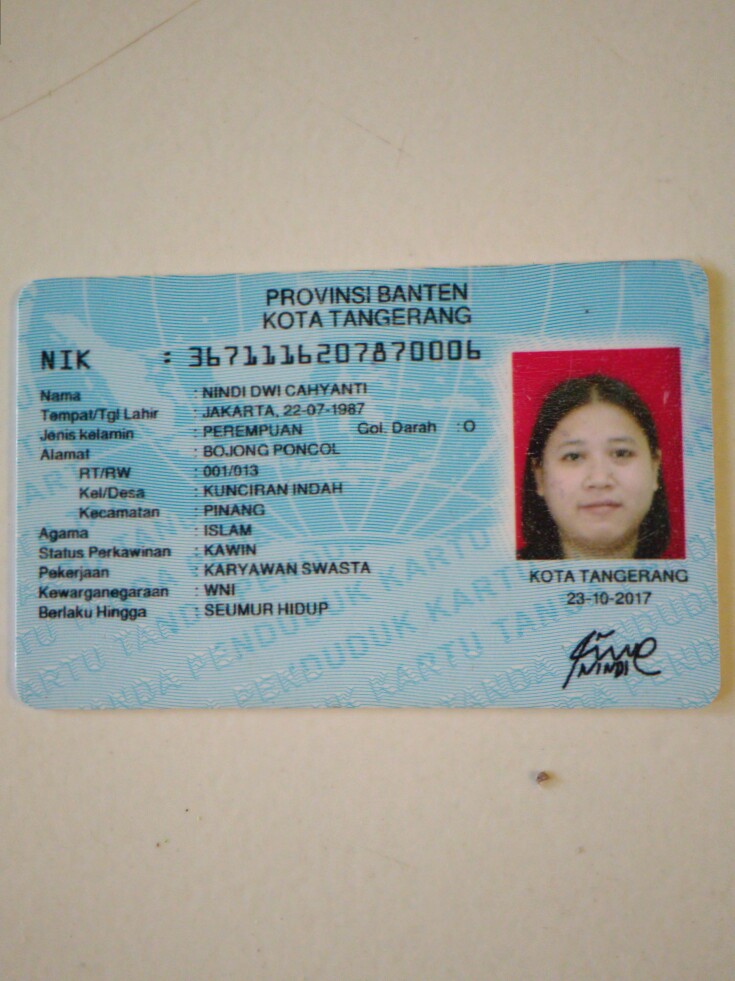 PROVINSI BANTEN
KOTA TANGERANG
NIK : 3671116207870006
Nama : NINDI DWI CAHYANTI
Tempat/Tgl Lahir : JAKARTA, 22-07-1987
Jenis kelamin : PEREMPUAN Gol. Darah : O
Alamat : BOJONG PONCOL
RT/RW : 001/013
Kel/Desa : KUNCIRAN INDAH
Kecamatan : PINANG
Agama : ISLAM
Status Perkawinan : KAWIN
Pekerjaan : KARYAWAN SWASTA
Kewarganegaraan : WNI
Berlaku Hingga : SEUMUR HIDUP
KOTA TANGERANG
23-10-2017
NINDI
KARTU TANDA PENDUDUK KARTU TANDA PENDUDUK